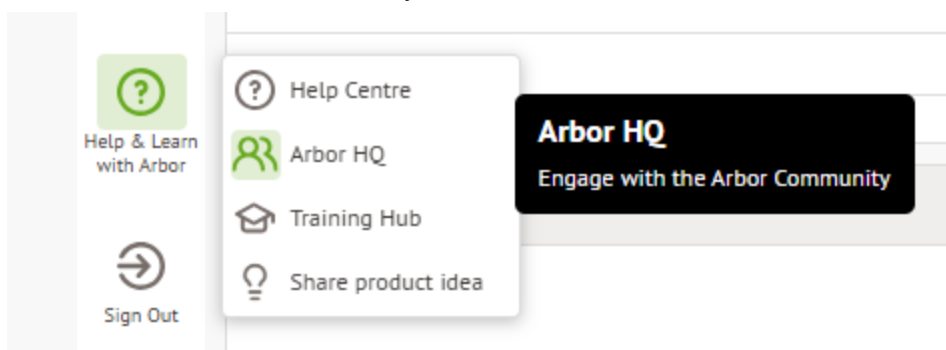 Help & Learn
with Arbor
Sign Out
Help Centre
Arbor HQ
Training Hub
Share product idea
Arbor HQ
Engage with the Arbor Community